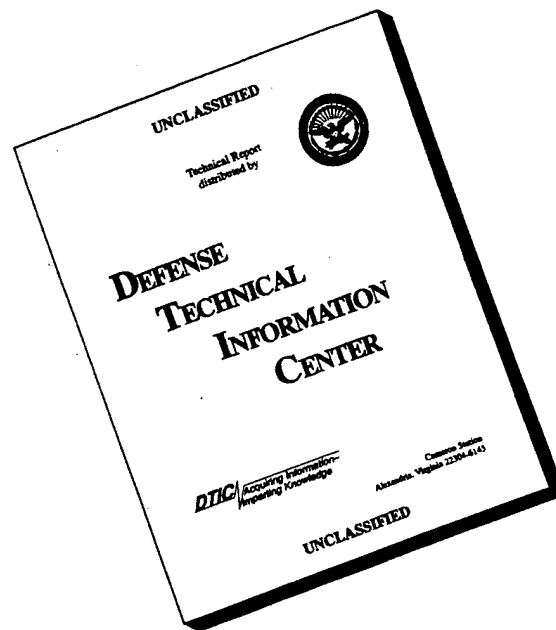 UNCLASSIFIED
Technical Report
distributed by
DEFENSE
TECHNICAL
INFORMATION
CENTER
DTIC Acquiring Information-
Imparting Knowledge
Cameron Station
Alexandria, Virginia 22304-6145
UNCLASSIFIED